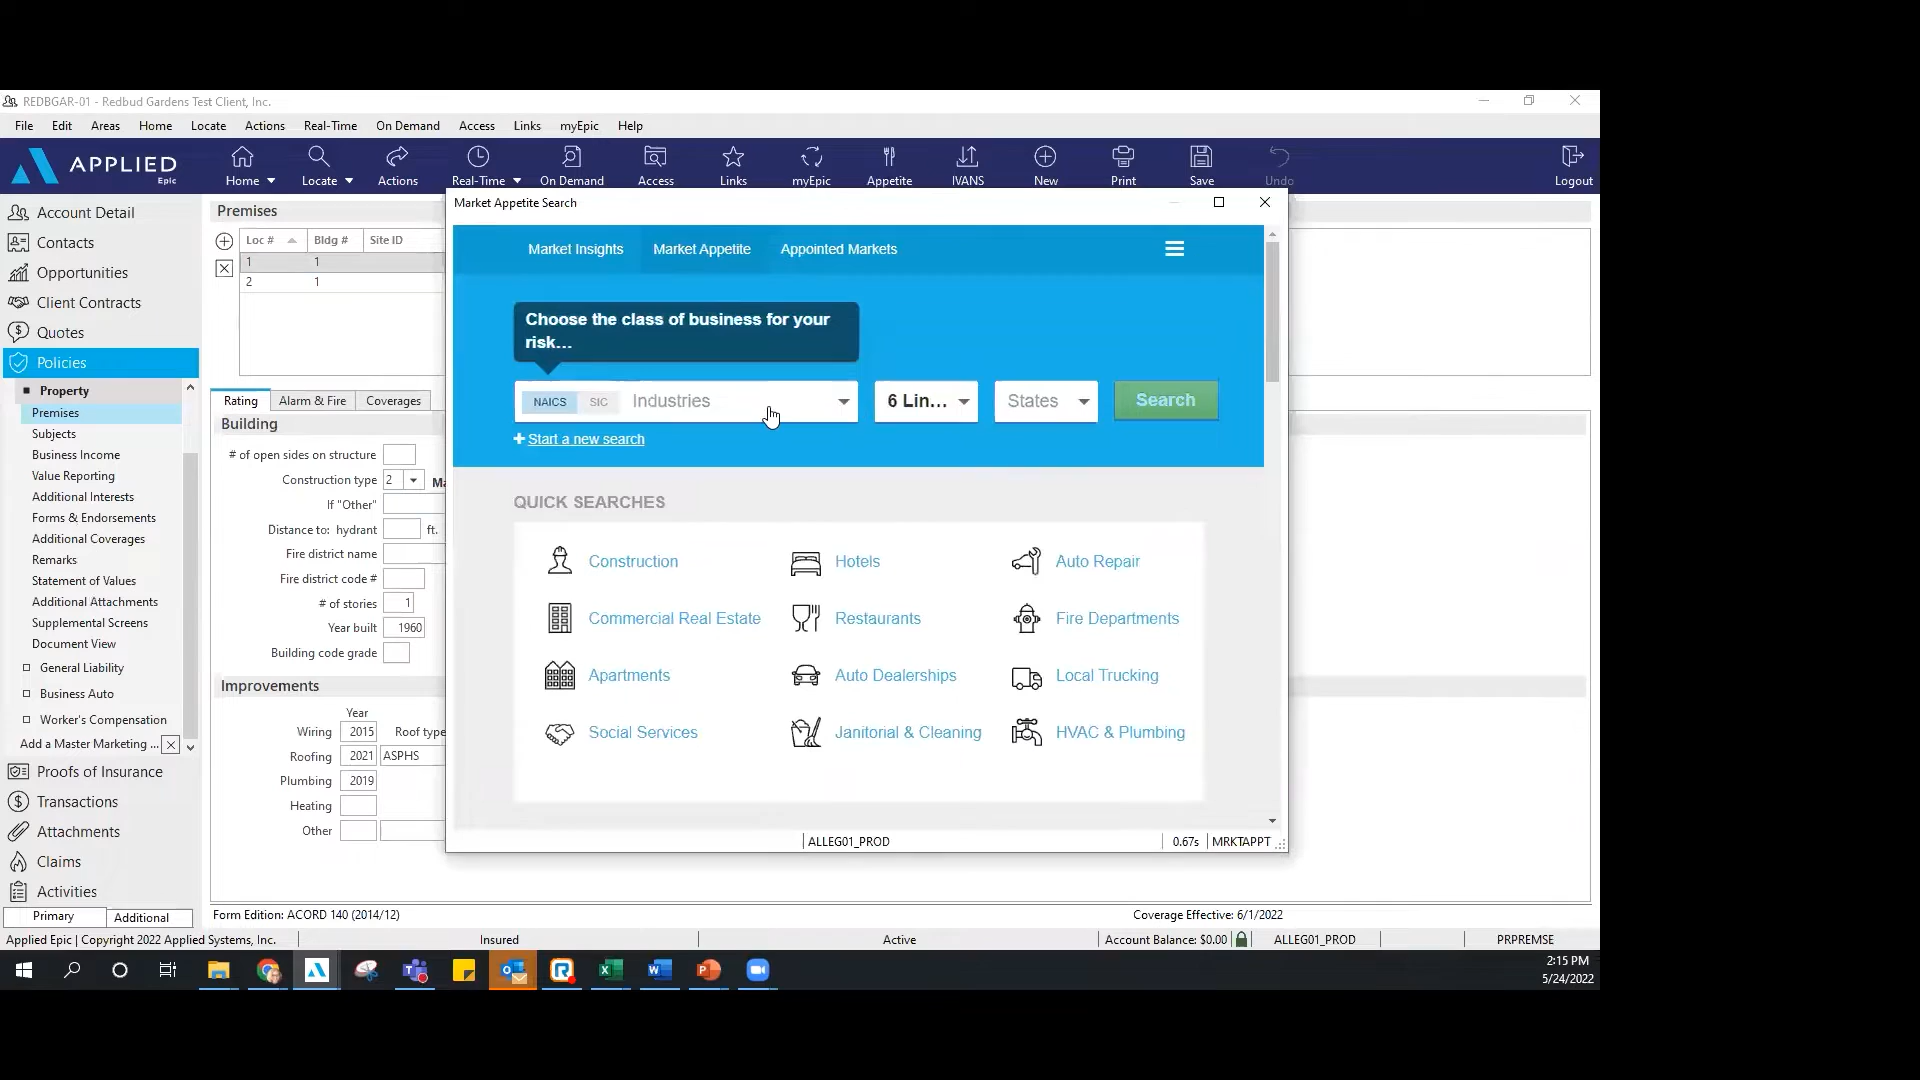 REDBGAR-01 - Redbud Gardens Test Client, Inc.
File Edit Areas Home Locate Actions Real-Time On Demand Access Links myEpic Help
APPLIED
Epic
Home Locate Actions Real-Time On Demand Access Links myEpic Appetite IVANS New Print Save Undo Logout
Account Detail
Contacts
Opportunities
Client Contracts
Quotes
Policies
Property
Premises
Subjects
Business Income
Value Reporting
Additional Interests
Forms & Endorsements
Additional Coverages
Remarks
Statement of Values
Additional Attachments
Supplemental Screens
Document View
General Liability
Business Auto
Worker's Compensation
Add a Master Marketing ...
Proofs of Insurance
Transactions
Attachments
Claims
Activities
Primary Additional
Premises
Loc # Bldg # Site ID
1 1
2 1
Rating Alarm & Fire Coverages
Building
# of open sides on structure
Construction type 2 Ma
If "Other"
Distance to: hydrant ft.
Fire district name
Fire district code #
# of stories 1
Year built 1960
Building code grade
Improvements
Year
Wiring 2015 Roof type
Roofing 2021 ASPHS
Plumbing 2019
Heating
Other
Market Appetite Search
Market Insights Market Appetite Appointed Markets
Choose the class of business for your
risk...
NAICS SIC Industries 6 Lin... States Search
Start a new search
QUICK SEARCHES
Construction Hotels Auto Repair
Commercial Real Estate Restaurants Fire Departments
Apartments Auto Dealerships Local Trucking
Social Services Janitorial & Cleaning HVAC & Plumbing
ALLEG01_PROD 0.67s MRKTAPPT
Form Edition: ACORD 140 (2014/12) Coverage Effective: 6/1/2022
Applied Epic | Copyright 2022 Applied Systems, Inc. Insured Active Account Balance: $0.00 ALLEG01_PROD PRPREMSE
2:15 PM
5/24/2022